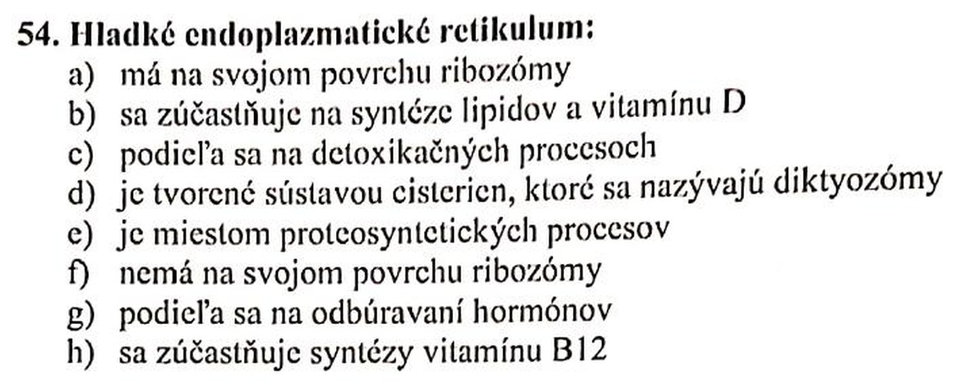 54. Hladké endoplazmatické retikulum:
a) má na svojom povrchu ribozómy
b) sa zúčastňuje na syntéze lipidov a vitamínu D
c) podieľa sa na detoxikačných procesoch
d) je tvorené sústavou cisterien, ktoré sa nazývajú diktyozómy
e) je miestom proteosyntetických procesov
f) nemá na svojom povrchu ribozómy
g) podieľa sa na odbúravaní hormónov
h) sa zúčastňuje syntézy vitamínu B12